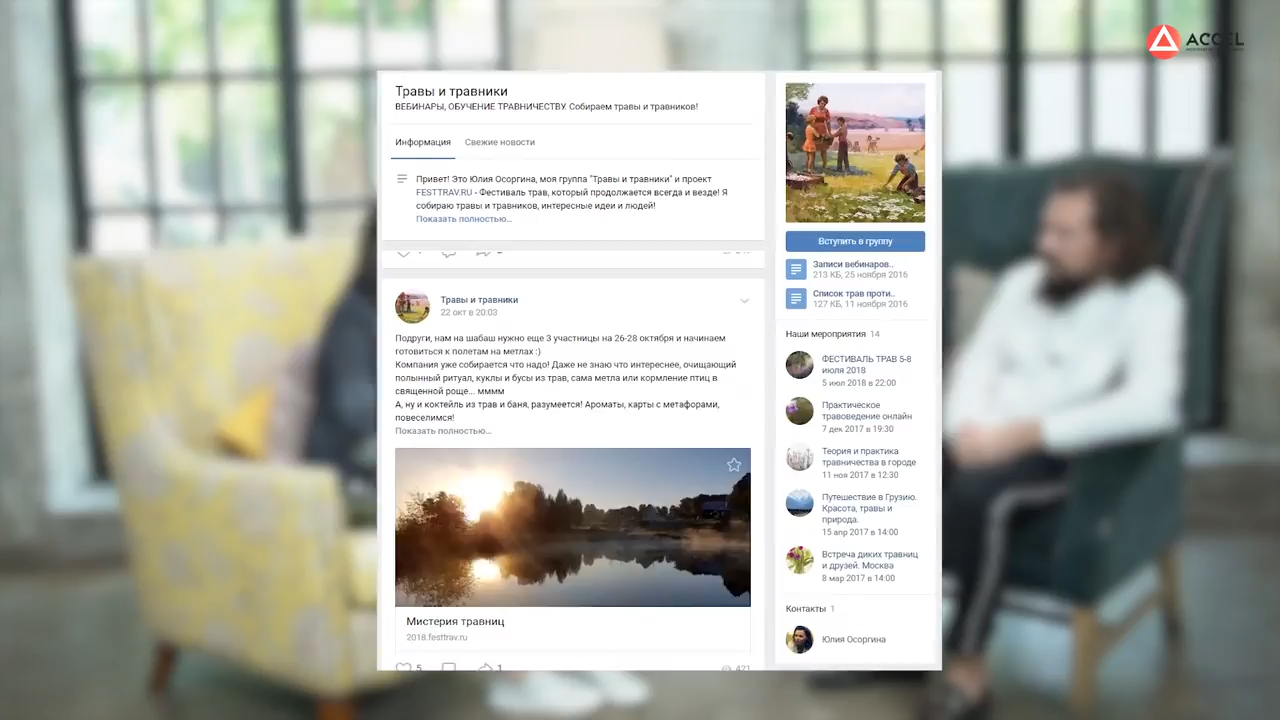 ACCEL
Травы и травники
ВЕБИНАРЫ, ОБУЧЕНИЕ ТРАВНИЧЕСТВУ. Собираем травы и травников!
Информация
Свежие новости
Привет! Это Юлия Осоргина, моя группа "Травы и травники" и проект
FESTTRAV.RU - Фестиваль трав, который продолжается всегда и везде! Я
собираю травы и травников, интересные идеи и людей!
Показать полностью…
Травы и травники
22 окт в 20:03
Подруги, нам на шабаш нужно еще 3 участницы на 26-28 октября и начинаем
готовиться к полетам на метлах :)
Компания уже собирается что надо! Даже не знаю что интереснее, очищающий
полынный ритуал, куклы и бусы из трав, сама метла или кормление птиц в
священной роще... мммм
А, ну и коктейль из трав и баня, разумеется! Ароматы, карты с метафорами,
повеселимся!
Показать полностью…
Мистерия травниц
2018.festtrav.ru
5
1
421
Вступить в группу
Записи вебинаров..
213 КБ, 25 ноября 2016
Список трав проти..
127 КБ, 11 ноября 2016
Наши мероприятия 14
ФЕСТИВАЛЬ ТРАВ 5-8
июля 2018
5 июл 2018 в 22:00
Практическое
травоведение онлайн
7 дек 2017 в 19:30
Теория и практика
травничества в городе
11 ноя 2017 в 12:30
Путешествие в Грузию.
Красота, травы и
природа.
15 апр 2017 в 14:00
Встреча диких травниц
и друзей. Москва
8 мар 2017 в 14:00
Контакты 1
Юлия Осоргина